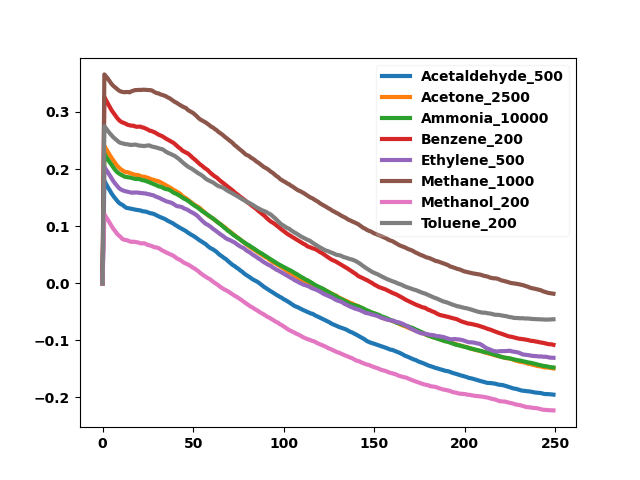 Acetaldehyde_500
Acetone_2500
Ammonia_10000
Benzene_200
Ethylene_500
Methane_1000
Methanol_200
Toluene_200
0.3
0.2
0.1
0.0
−0.1
−0.2
0 50 100 150 200 250